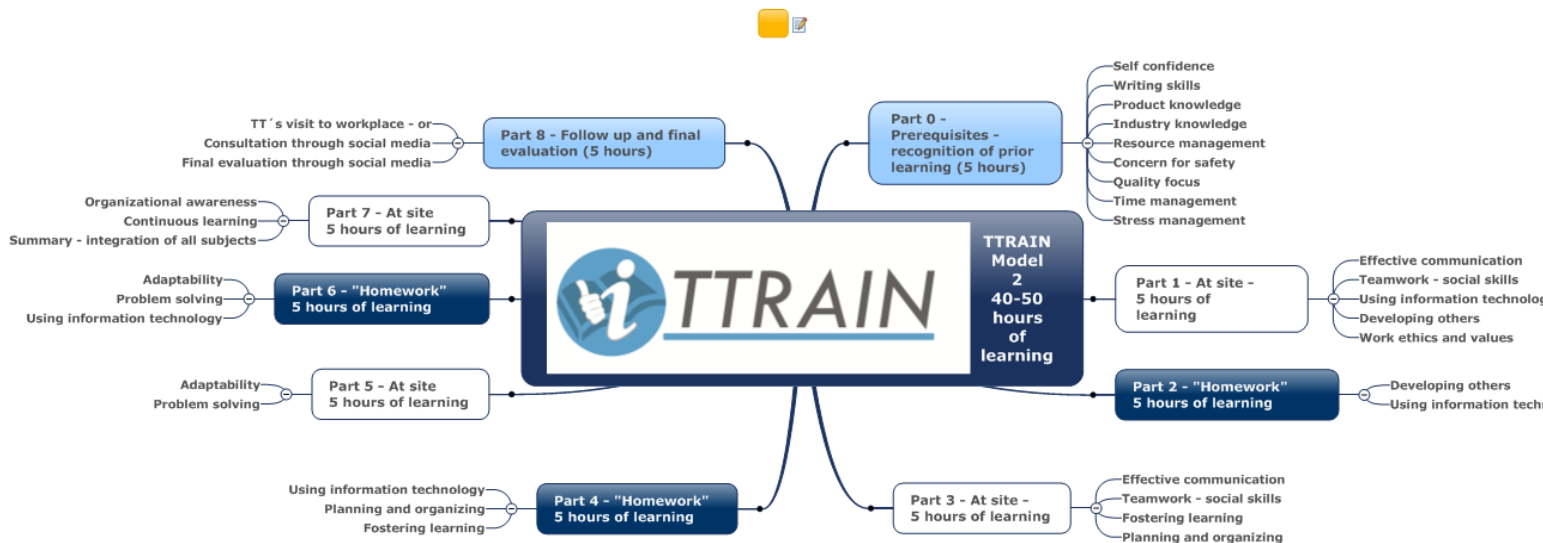 TTRAIN
TTRAIN
Model
2
40-50
hours
of
learning
Part 0 -
Prerequisites -
recognition of prior
learning (5 hours)
Self confidence
Writing skills
Product knowledge
Industry knowledge
Resource management
Concern for safety
Quality focus
Time management
Stress management
Part 1 - At site -
5 hours of
learning
Effective communication
Teamwork - social skills
Using information technolog
Developing others
Work ethics and values
Part 2 - "Homework"
5 hours of learning
Developing others
Using information techn
Part 3 - At site -
5 hours of learning
Effective communication
Teamwork - social skills
Fostering learning
Planning and organizing
Part 4 - "Homework"
5 hours of learning
Using information technology
Planning and organizing
Fostering learning
Part 5 - At site
5 hours of learning
Adaptability
Problem solving
Part 6 - "Homework"
5 hours of learning
Adaptability
Problem solving
Using information technology
Part 7 - At site
5 hours of learning
Organizational awareness
Continuous learning
Summary - integration of all subjects
Part 8 - Follow up and final
evaluation (5 hours)
TT´s visit to workplace - or
Consultation through social media
Final evaluation through social media